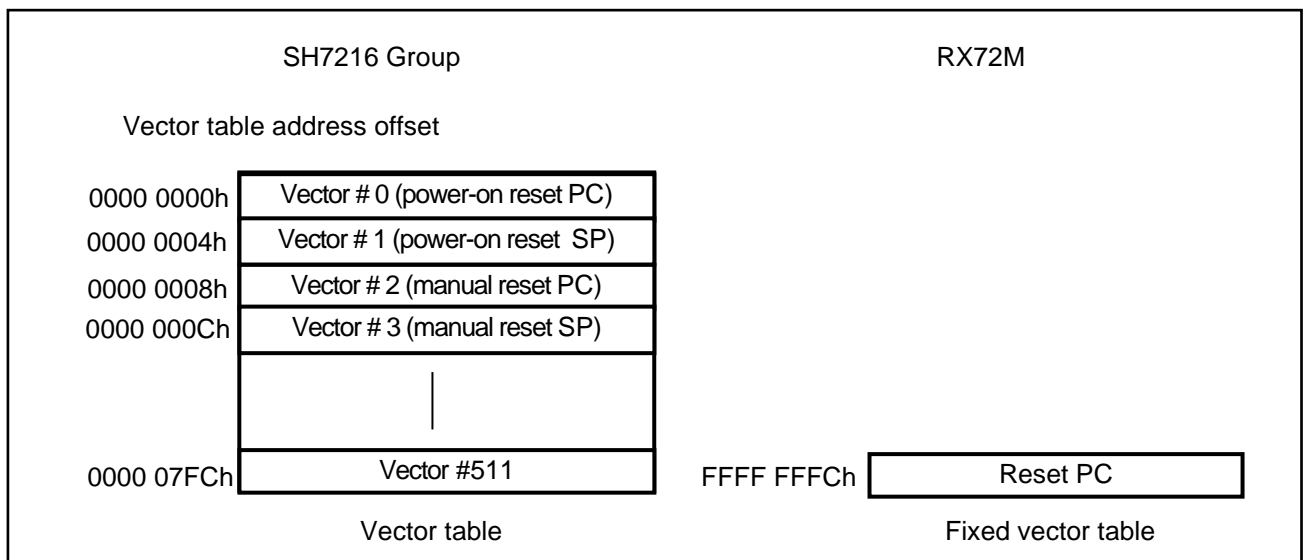 SH7216 Group RX72M
Vector table address offset
0000 0000h Vector # 0 (power-on reset PC)
0000 0004h Vector # 1 (power-on reset SP)
0000 0008h Vector # 2 (manual reset PC)
0000 000Ch Vector # 3 (manual reset SP)
0000 07FCh Vector #511 FFFF FFFCh Reset PC
Vector table Fixed vector table